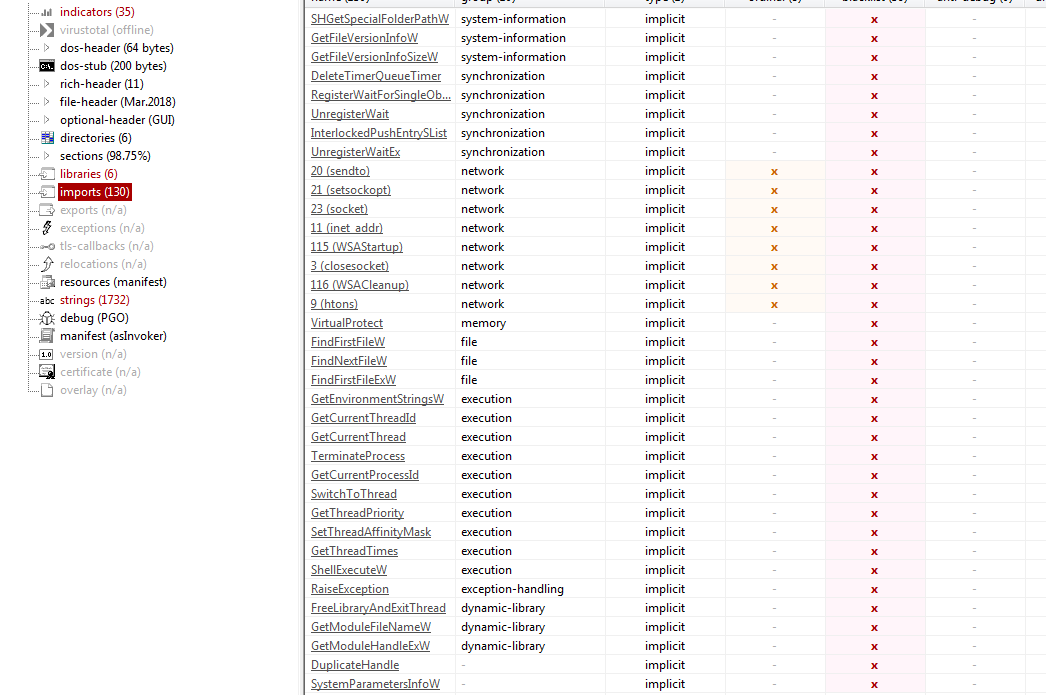 indicators (35)
virustotal (offline)
dos-header (64 bytes)
dos-stub (200 bytes)
rich-header (11)
file-header (Mar.2018)
optional-header (GUI)
directories (6)
sections (98.75%)
libraries (6)
imports (130)
exports (n/a)
exceptions (n/a)
tls-callbacks (n/a)
relocations (n/a)
resources (manifest)
abc strings (1732)
debug (PGO)
manifest (asInvoker)
1.0 version (n/a)
certificate (n/a)
overlay (n/a)
SHGetSpecialFolderPathW system-information implicit - x -
GetFileVersionInfoW system-information implicit - x -
GetFileVersionInfoSizeW system-information implicit - x -
DeleteTimerQueueTimer synchronization implicit - x -
RegisterWaitForSingleOb... synchronization implicit - x -
UnregisterWait synchronization implicit - x -
InterlockedPushEntrySList synchronization implicit - x -
UnregisterWaitEx synchronization implicit - x -
20 (sendto) network implicit x x -
21 (setsockopt) network implicit x x -
23 (socket) network implicit x x -
11 (inet_addr) network implicit x x -
115 (WSAStartup) network implicit x x -
3 (closesocket) network implicit x x -
116 (WSACleanup) network implicit x x -
9 (htons) network implicit x x -
VirtualProtect memory implicit - x -
FindFirstFileW file implicit - x -
FindNextFileW file implicit - x -
FindFirstFileExW file implicit - x -
GetEnvironmentStringsW execution implicit - x -
GetCurrentThreadId execution implicit - x -
GetCurrentThread execution implicit - x -
TerminateProcess execution implicit - x -
GetCurrentProcessId execution implicit - x -
SwitchToThread execution implicit - x -
GetThreadPriority execution implicit - x -
SetThreadAffinityMask execution implicit - x -
GetThreadTimes execution implicit - x -
ShellExecuteW execution implicit - x -
RaiseException exception-handling implicit - x -
FreeLibraryAndExitThread dynamic-library implicit - x -
GetModuleFileNameW dynamic-library implicit - x -
GetModuleHandleExW dynamic-library implicit - x -
DuplicateHandle - implicit - x -
SystemParametersInfoW - implicit - x -